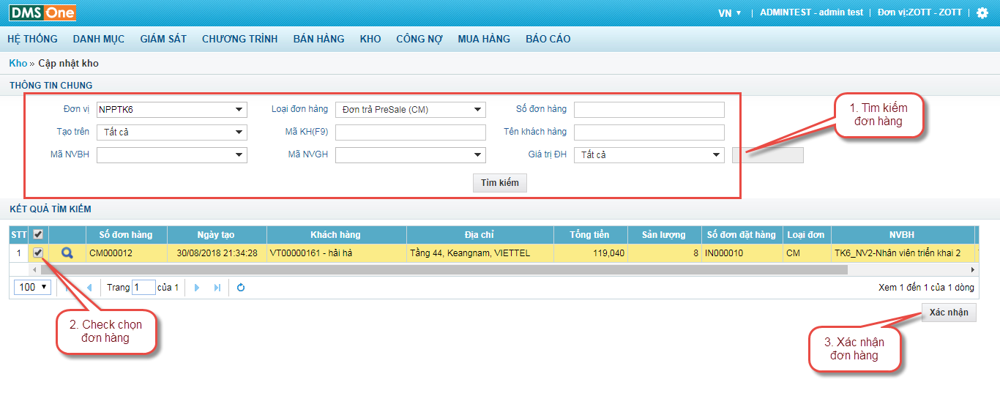 DMS One
VN ▼ | ADMINTEST - admin test | Đơn vị:ZOTT - ZOTT |
HỆ THỐNG DANH MỤC GIÁM SÁT CHƯƠNG TRÌNH BÁN HÀNG KHO CÔNG NỢ MUA HÀNG BÁO CÁO
Kho » Cập nhật kho
THÔNG TIN CHUNG
Đơn vị NPPTK6 Loại đơn hàng Đơn trả PreSale (CM) Số đơn hàng
Tạo trên Tất cả Mã KH(F9) Tên khách hàng
Mã NVBH Mã NVGH Giá trị ĐH Tất cả
Tìm kiếm
1. Tìm kiếm
đơn hàng
KẾT QUẢ TÌM KIẾM
STT Số đơn hàng Ngày tạo Khách hàng Địa chỉ Tổng tiền Sản lượng Số đơn đặt hàng Loại đơn NVBH
1 CM000012 30/08/2018 21:34:28 VT00000161 - hải hà Tầng 44, Keangnam, VIETTEL 119,040 8 IN000010 CM TK6_NV2-Nhân viên triển khai 2
100 ▼ Trang 1 của 1 Xem 1 đến 1 của 1 dòng
Xác nhận
2. Check chọn
đơn hàng
3. Xác nhận
đơn hàng